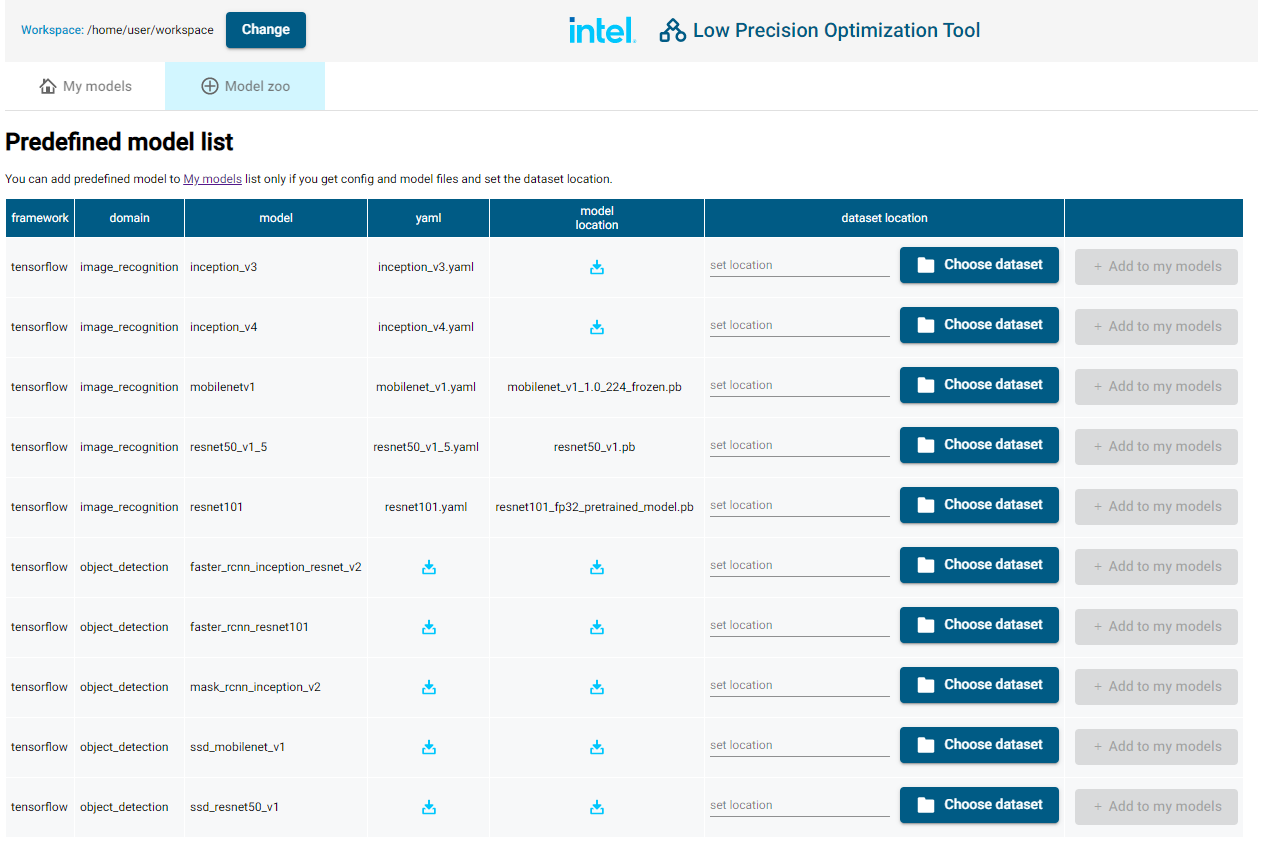 Workspace: /home/user/workspace Change intel. Low Precision Optimization Tool
My models Model zoo
Predefined model list
You can add predefined model to My models list only if you get config and model files and set the dataset location.
framework domain model yaml model location dataset location
tensorflow image_recognition inception_v3 inception_v3.yaml set location Choose dataset + Add to my models
tensorflow image_recognition inception_v4 inception_v4.yaml set location Choose dataset + Add to my models
tensorflow image_recognition mobilenetv1 mobilenet_v1.yaml mobilenet_v1_1.0_224_frozen.pb set location Choose dataset + Add to my models
tensorflow image_recognition resnet50_v1_5 resnet50_v1_5.yaml resnet50_v1.pb set location Choose dataset + Add to my models
tensorflow image_recognition resnet101 resnet101.yaml resnet101_fp32_pretrained_model.pb set location Choose dataset + Add to my models
tensorflow object_detection faster_rcnn_inception_resnet_v2 set location Choose dataset + Add to my models
tensorflow object_detection faster_rcnn_resnet101 set location Choose dataset + Add to my models
tensorflow object_detection mask_rcnn_inception_v2 set location Choose dataset + Add to my models
tensorflow object_detection ssd_mobilenet_v1 set location Choose dataset + Add to my models
tensorflow object_detection ssd_resnet50_v1 set location Choose dataset + Add to my models